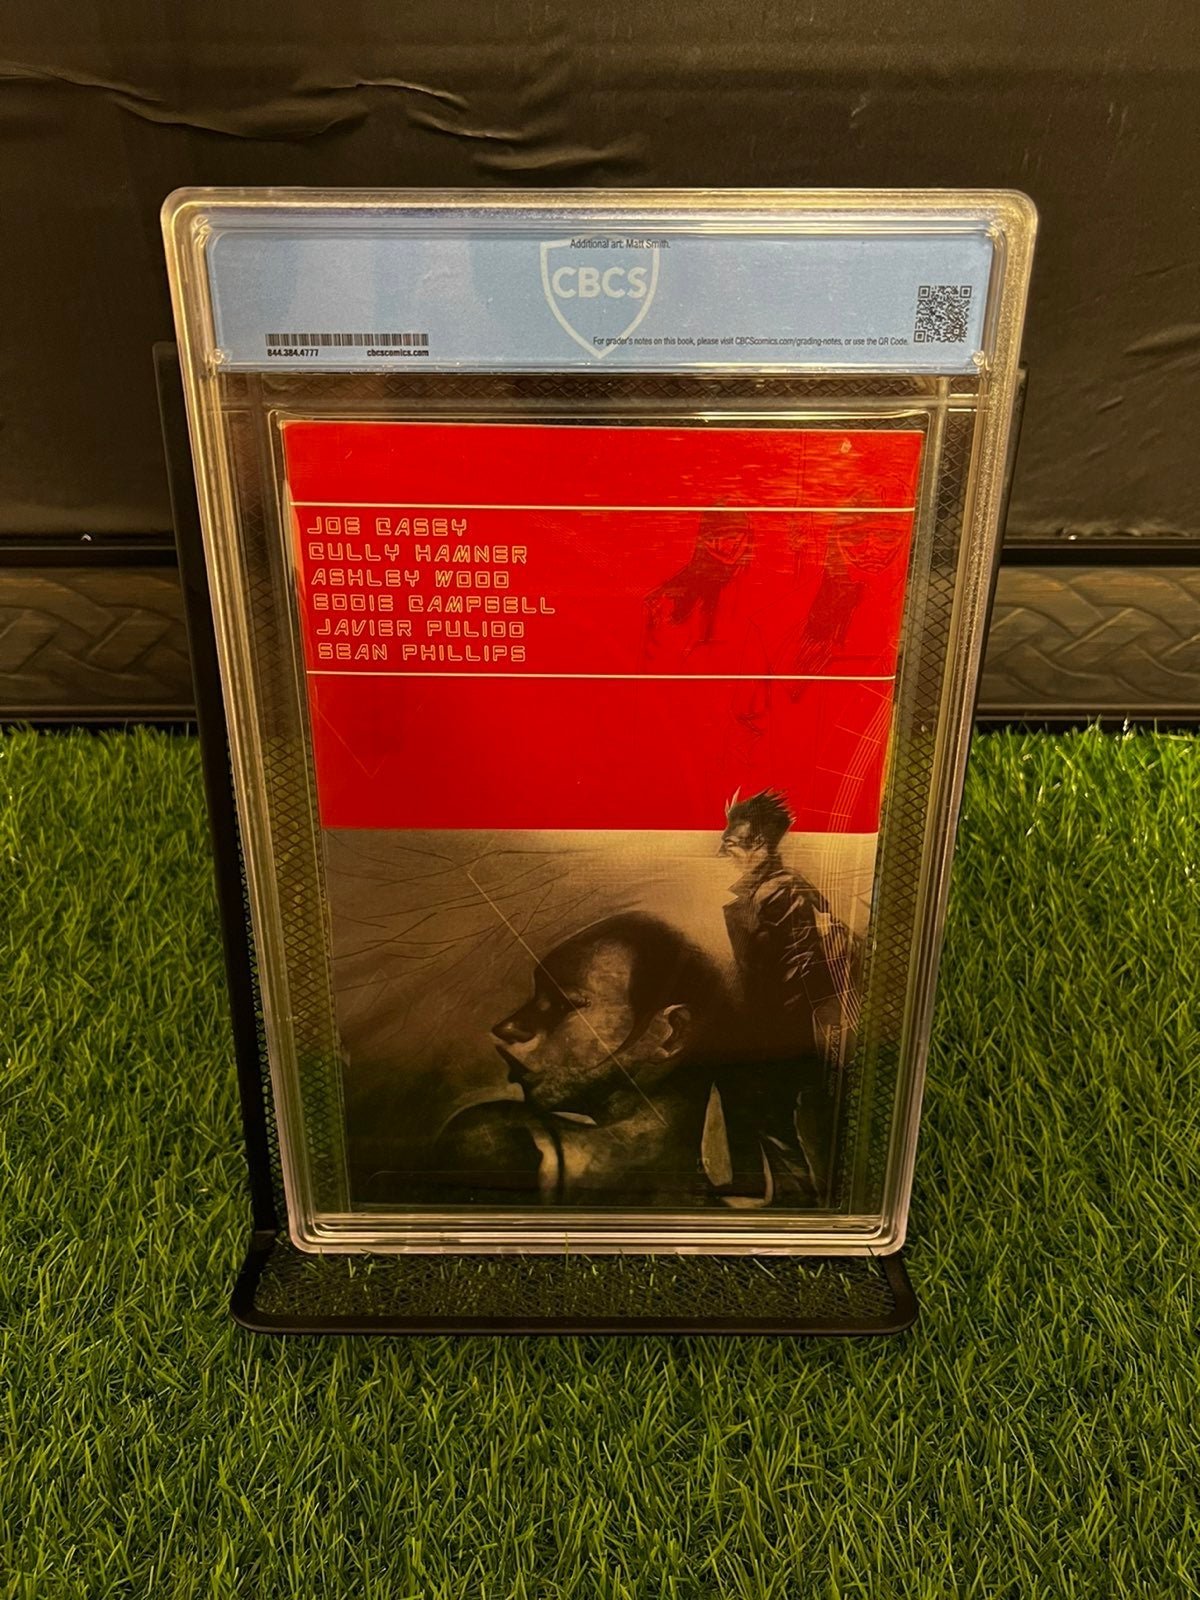 Additional art: Matt Smith.
CBCS
For grader's notes on this book, please visit CBCScomics.com/grading-notes, or use the QR Code.
844.384.4777 cbcscomics.com
JOE CASEY
CULLY HAMNER
ASHLEY WOOD
EDDIE CAMPBELL
JAVIER PULIDO
SEAN PHILLIPS